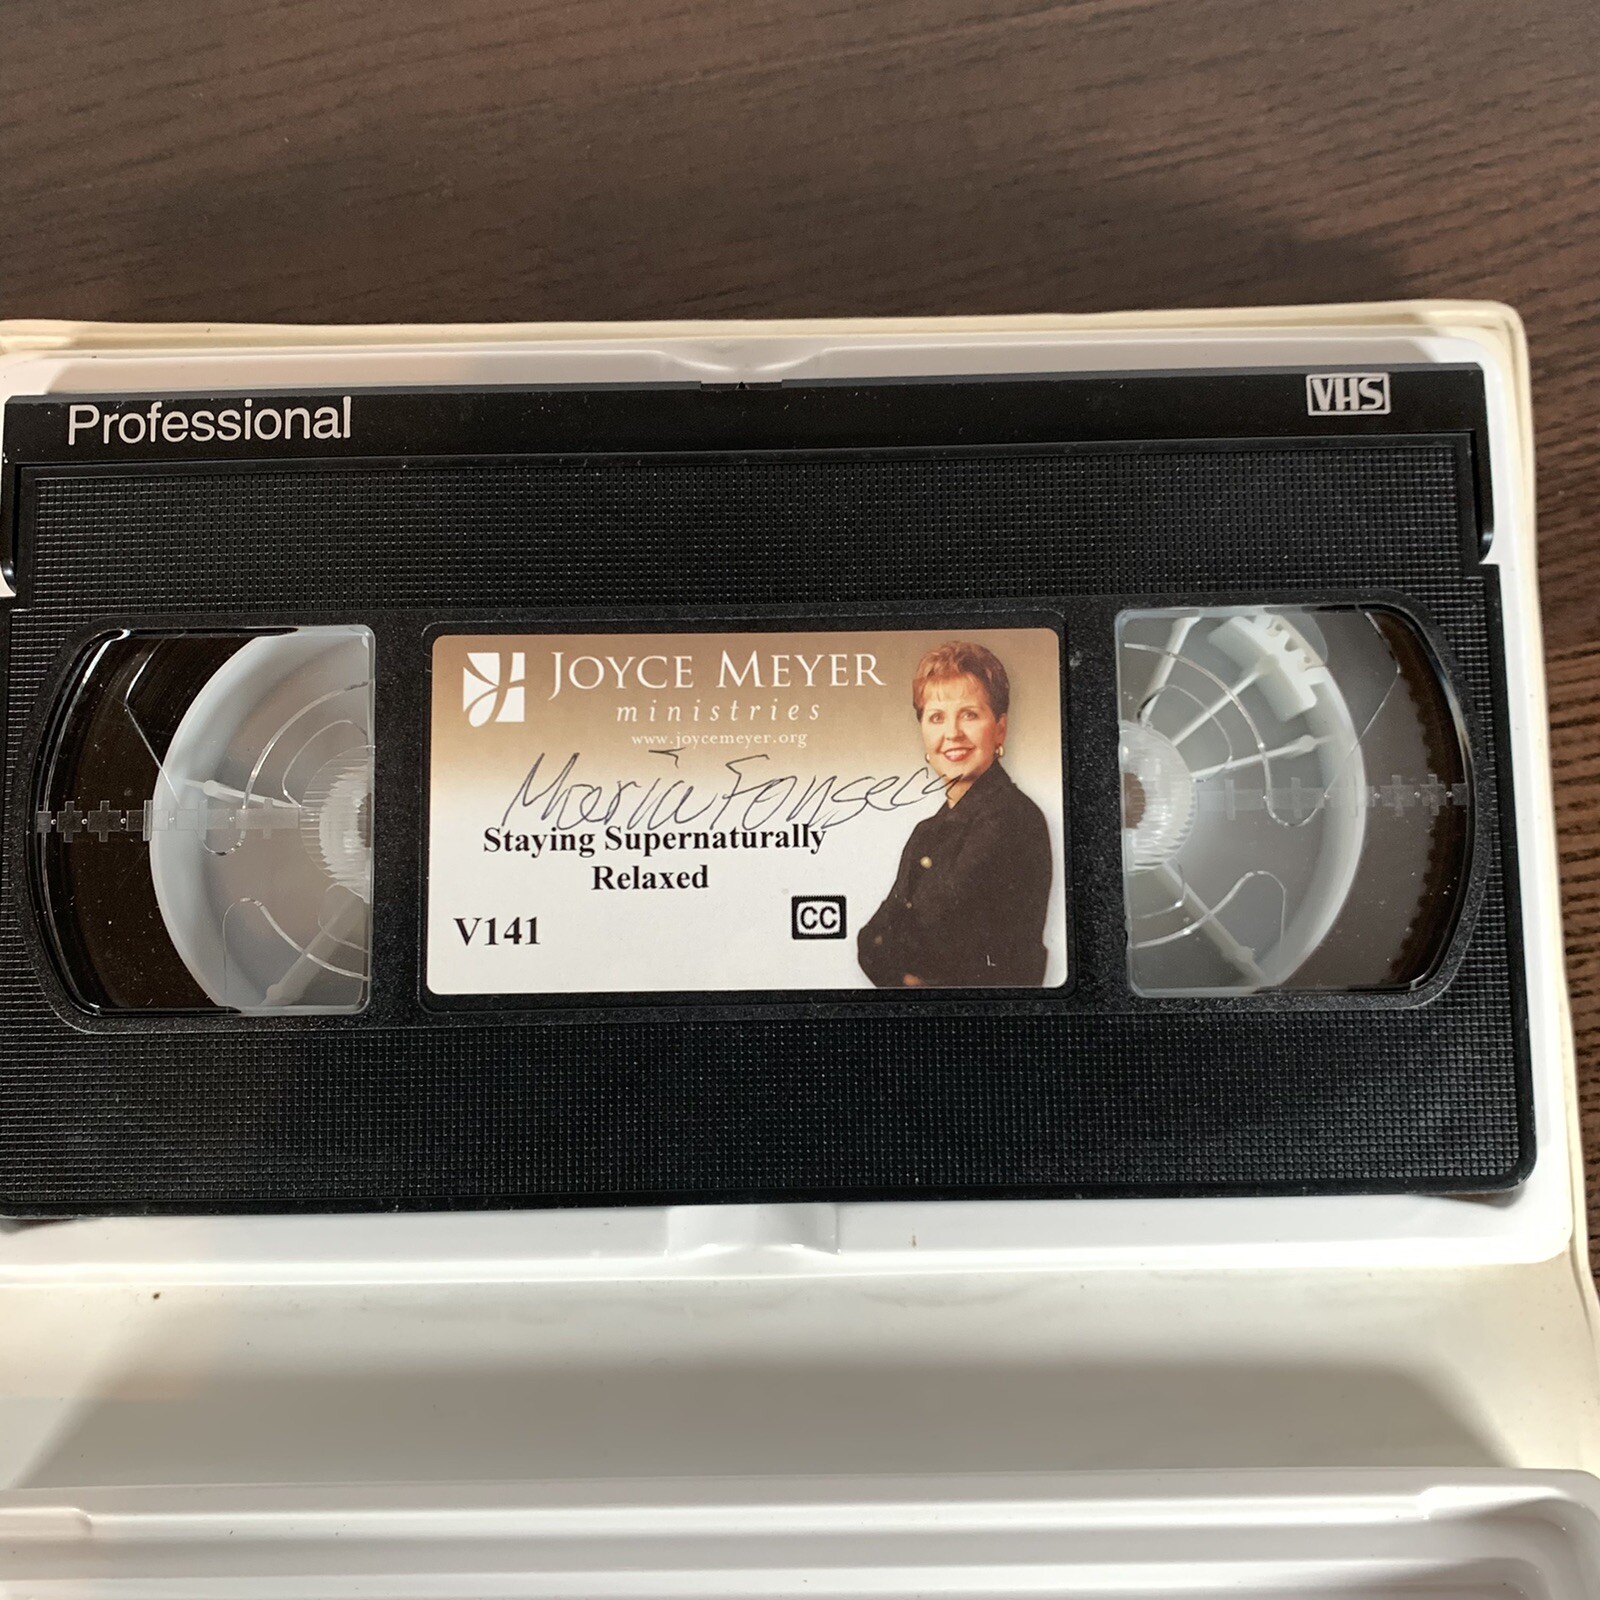 Professional
VHS
JOYCE MEYER
ministries
www.joycemeyer.org
Maria Fonseca
Staying Supernaturally
Relaxed
V141
CC